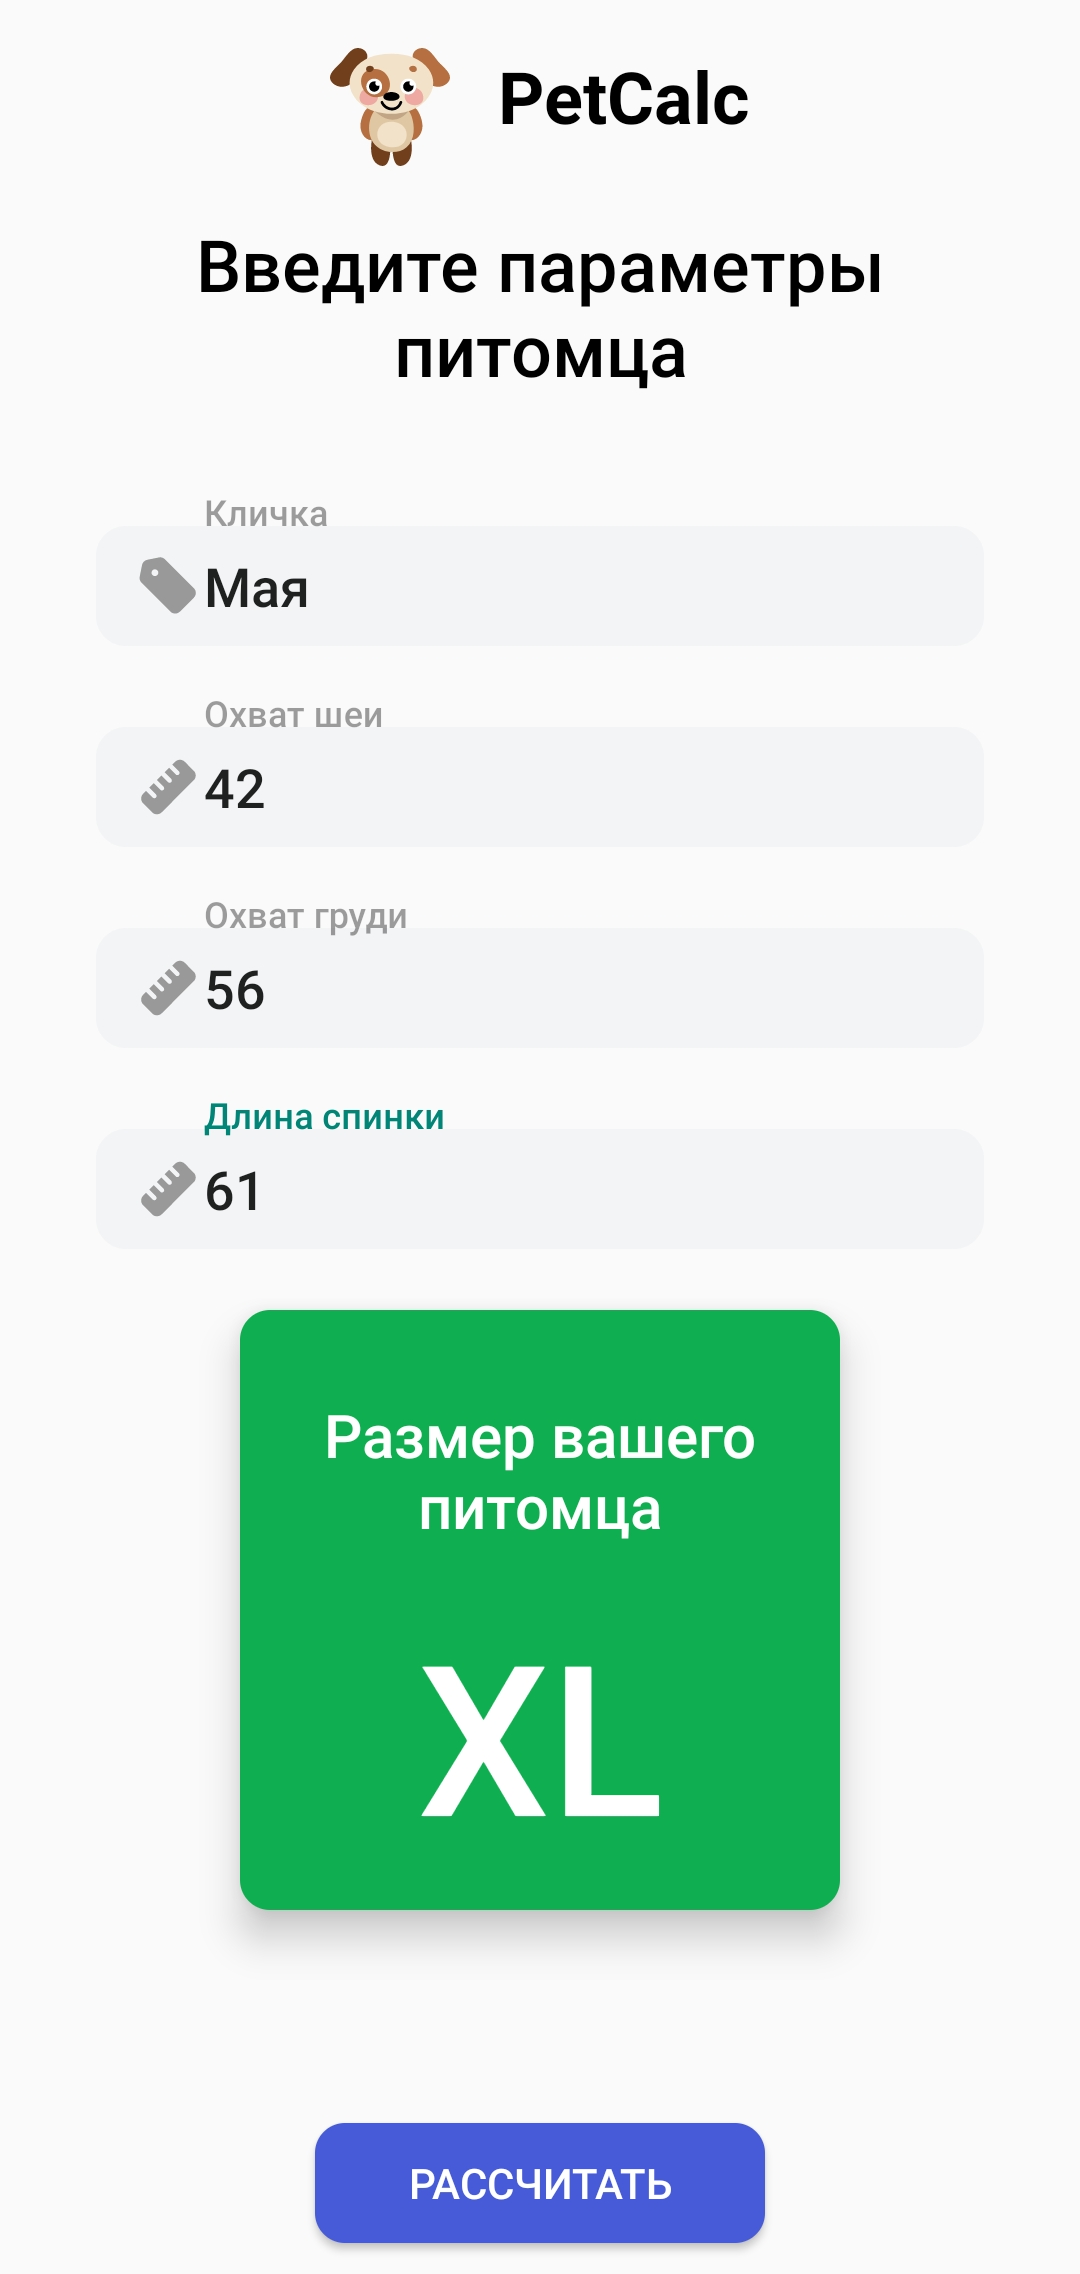 PetCalc
Введите параметры
питомца
Кличка
Мая
Охват шеи
42
Охват груди
56
Длина спинки
61
Размер вашего
питомца
XL
РАССЧИТАТЬ